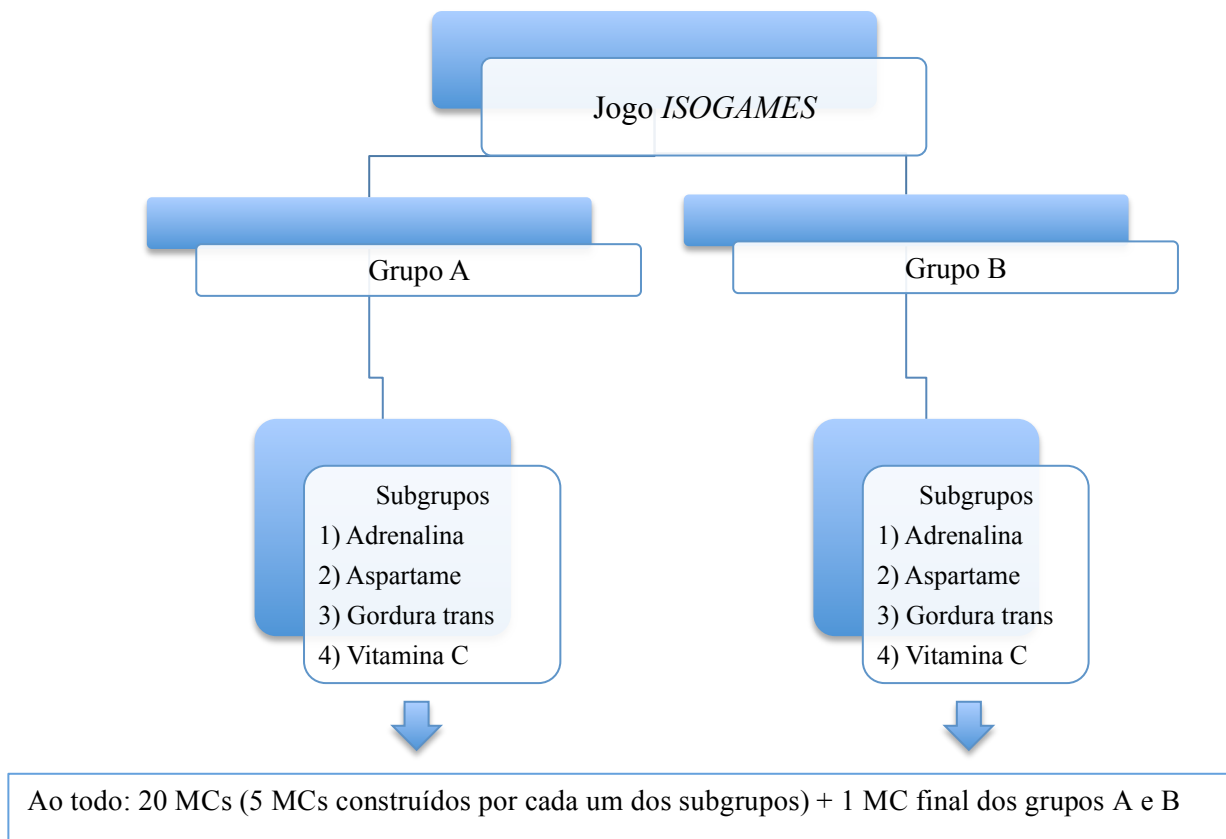 Jogo ISOGAMES
Grupo A
Grupo B
Subgrupos
1) Adrenalina
2) Aspartame
3) Gordura trans
4) Vitamina C
Subgrupos
1) Adrenalina
2) Aspartame
3) Gordura trans
4) Vitamina C
Ao todo: 20 MCs (5 MCs construídos por cada um dos subgrupos) + 1 MC final dos grupos A e B